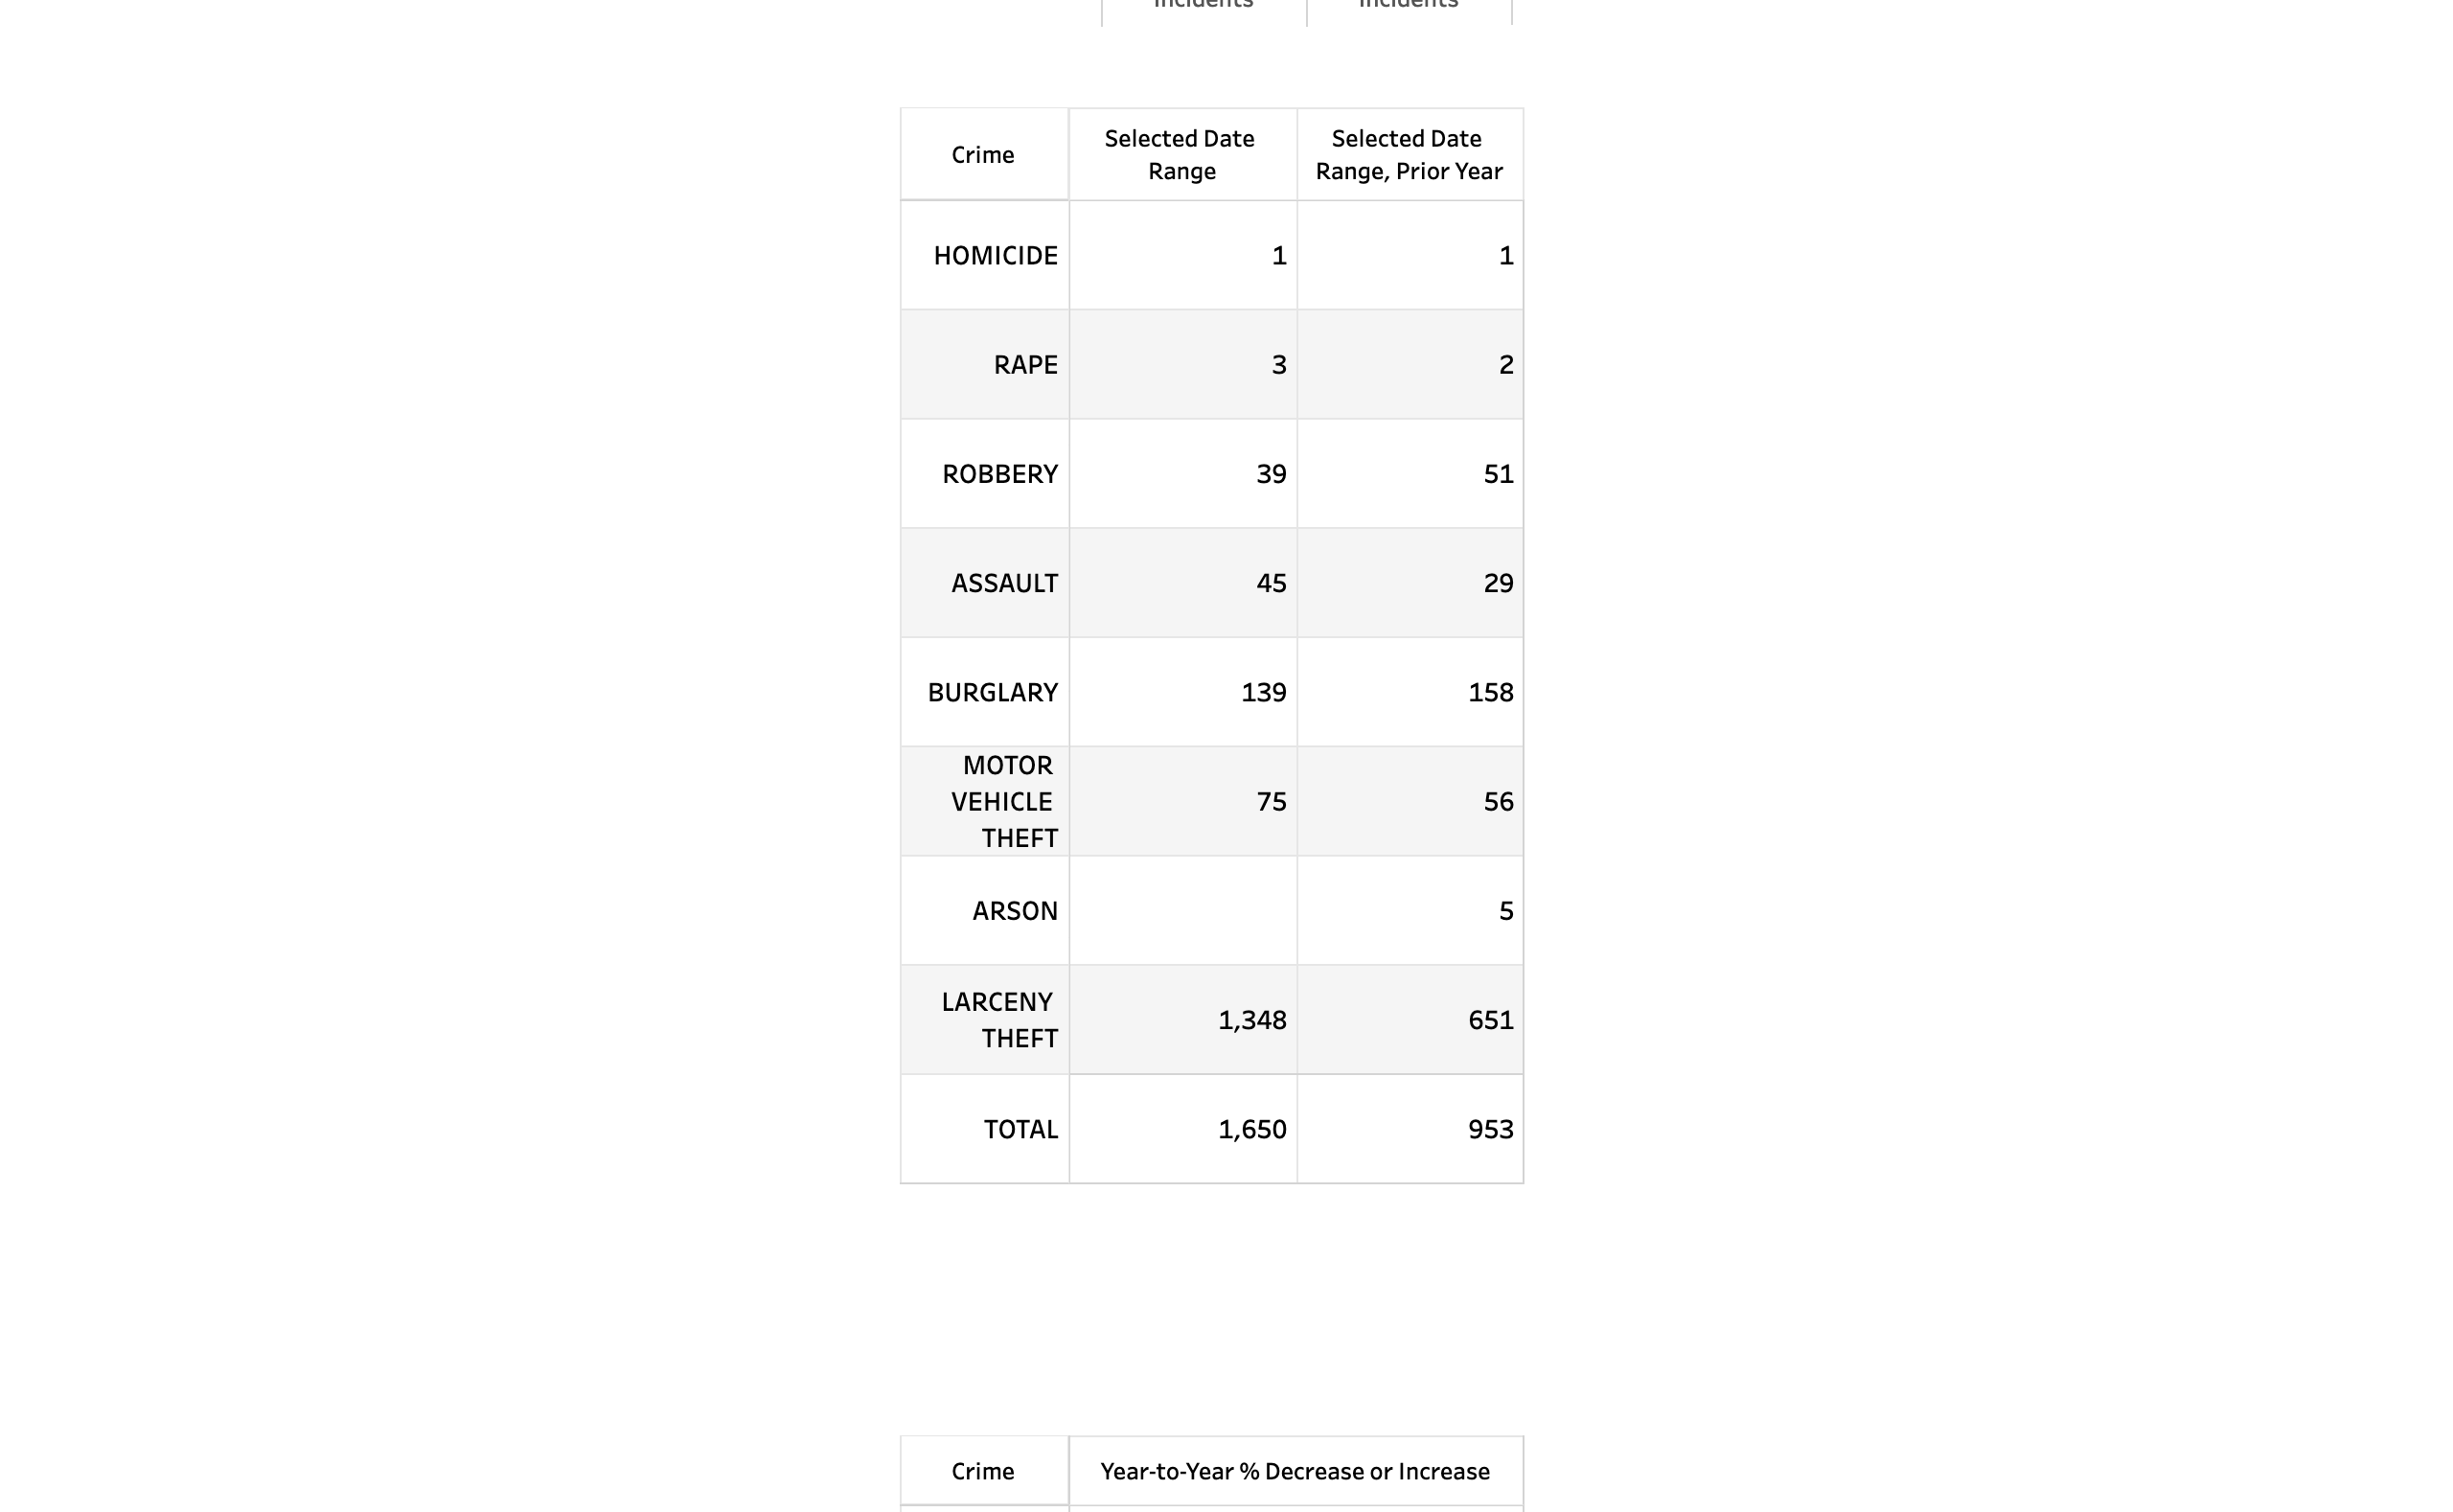 Incidents Incidents
Crime
Selected Date
Range
Selected Date
Range, Prior Year
HOMICIDE 1 1
RAPE 3 2
ROBBERY 39 51
ASSAULT 45 29
BURGLARY 139 158
MOTOR
VEHICLE
THEFT
75 56
ARSON 5
LARCENY
THEFT
1,348 651
TOTAL 1,650 953
Crime Year-to-Year % Decrease or Increase